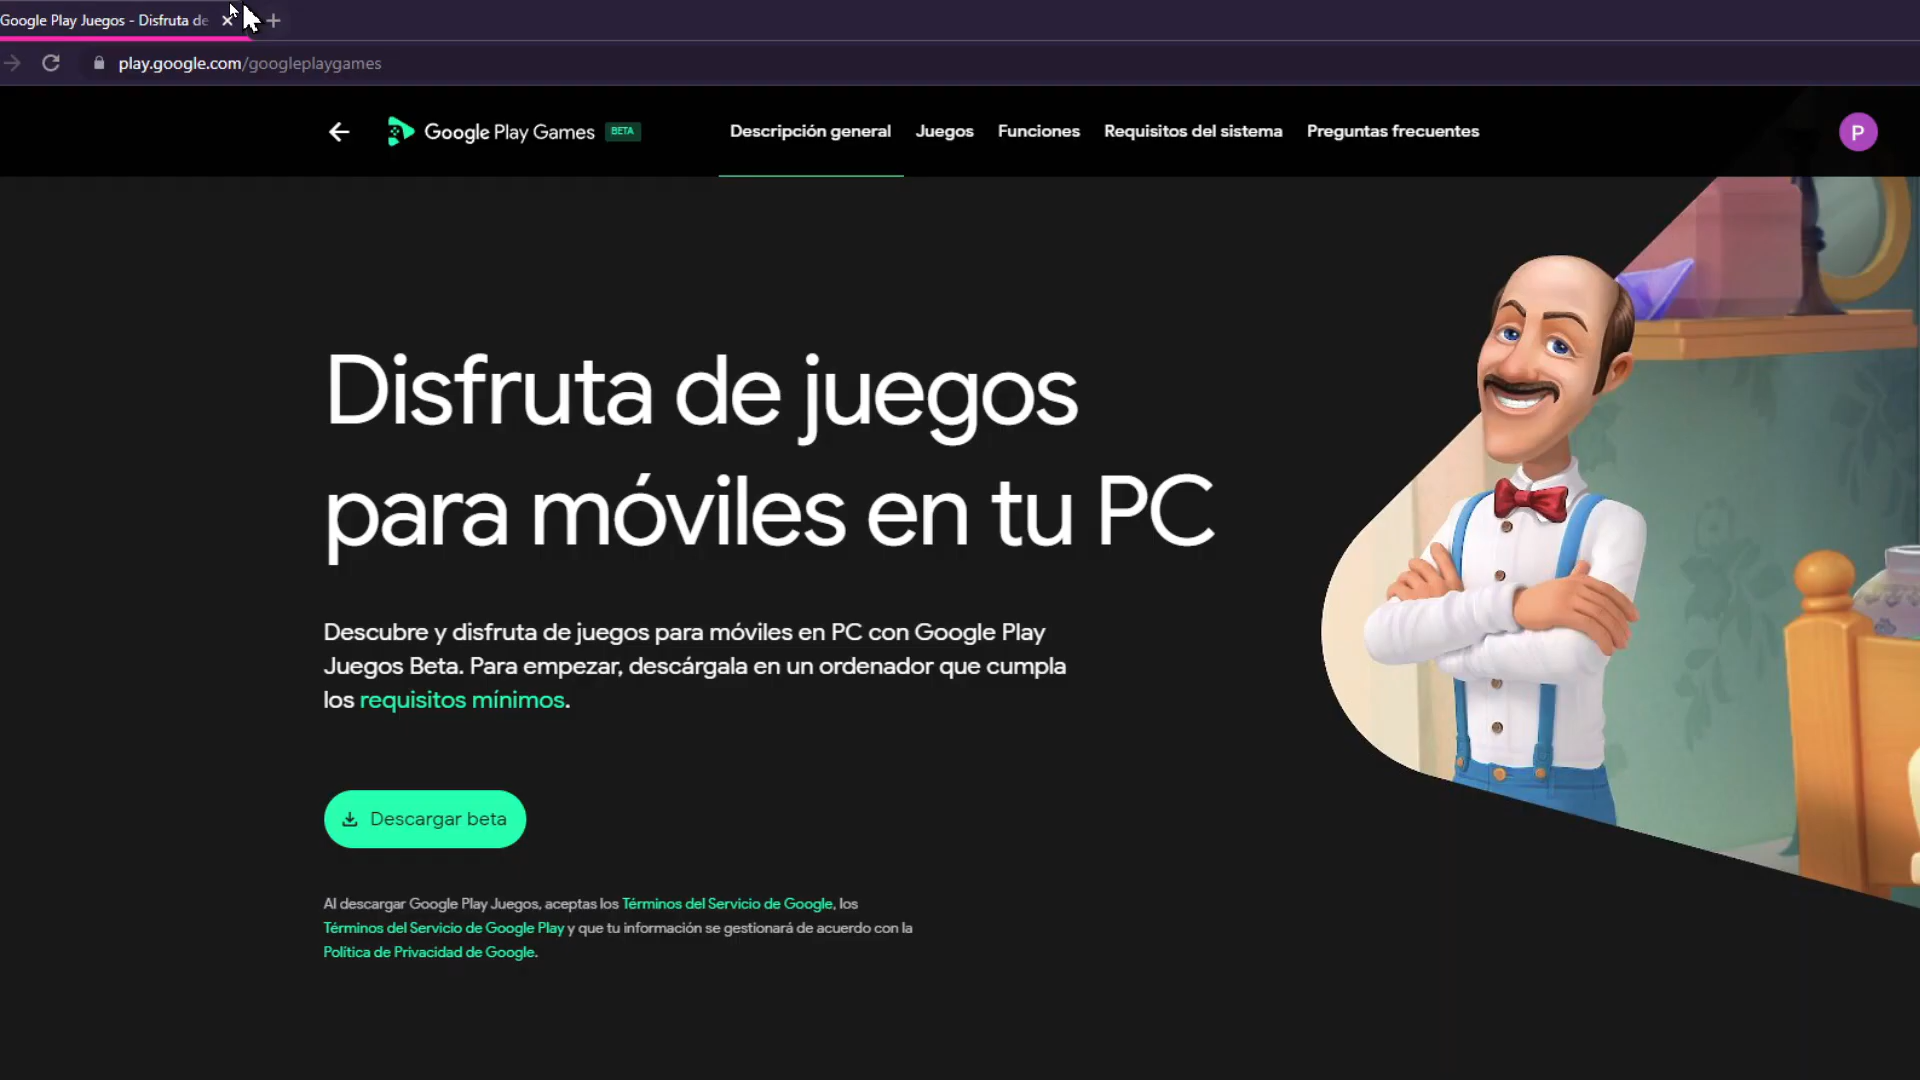 Google Play Juegos - Disfruta de
play.google.com/googleplaygames
Google Play Games BETA
Descripción general Juegos Funciones Requisitos del sistema Preguntas frecuentes
P
Disfruta de juegos
para móviles en tu PC
Descubre y disfruta de juegos para móviles en PC con Google Play
Juegos Beta. Para empezar, descárgala en un ordenador que cumpla
los requisitos mínimos.
Descargar beta
Al descargar Google Play Juegos, aceptas los Términos del Servicio de Google, los
Términos del Servicio de Google Play y que tu información se gestionará de acuerdo con la
Política de Privacidad de Google.